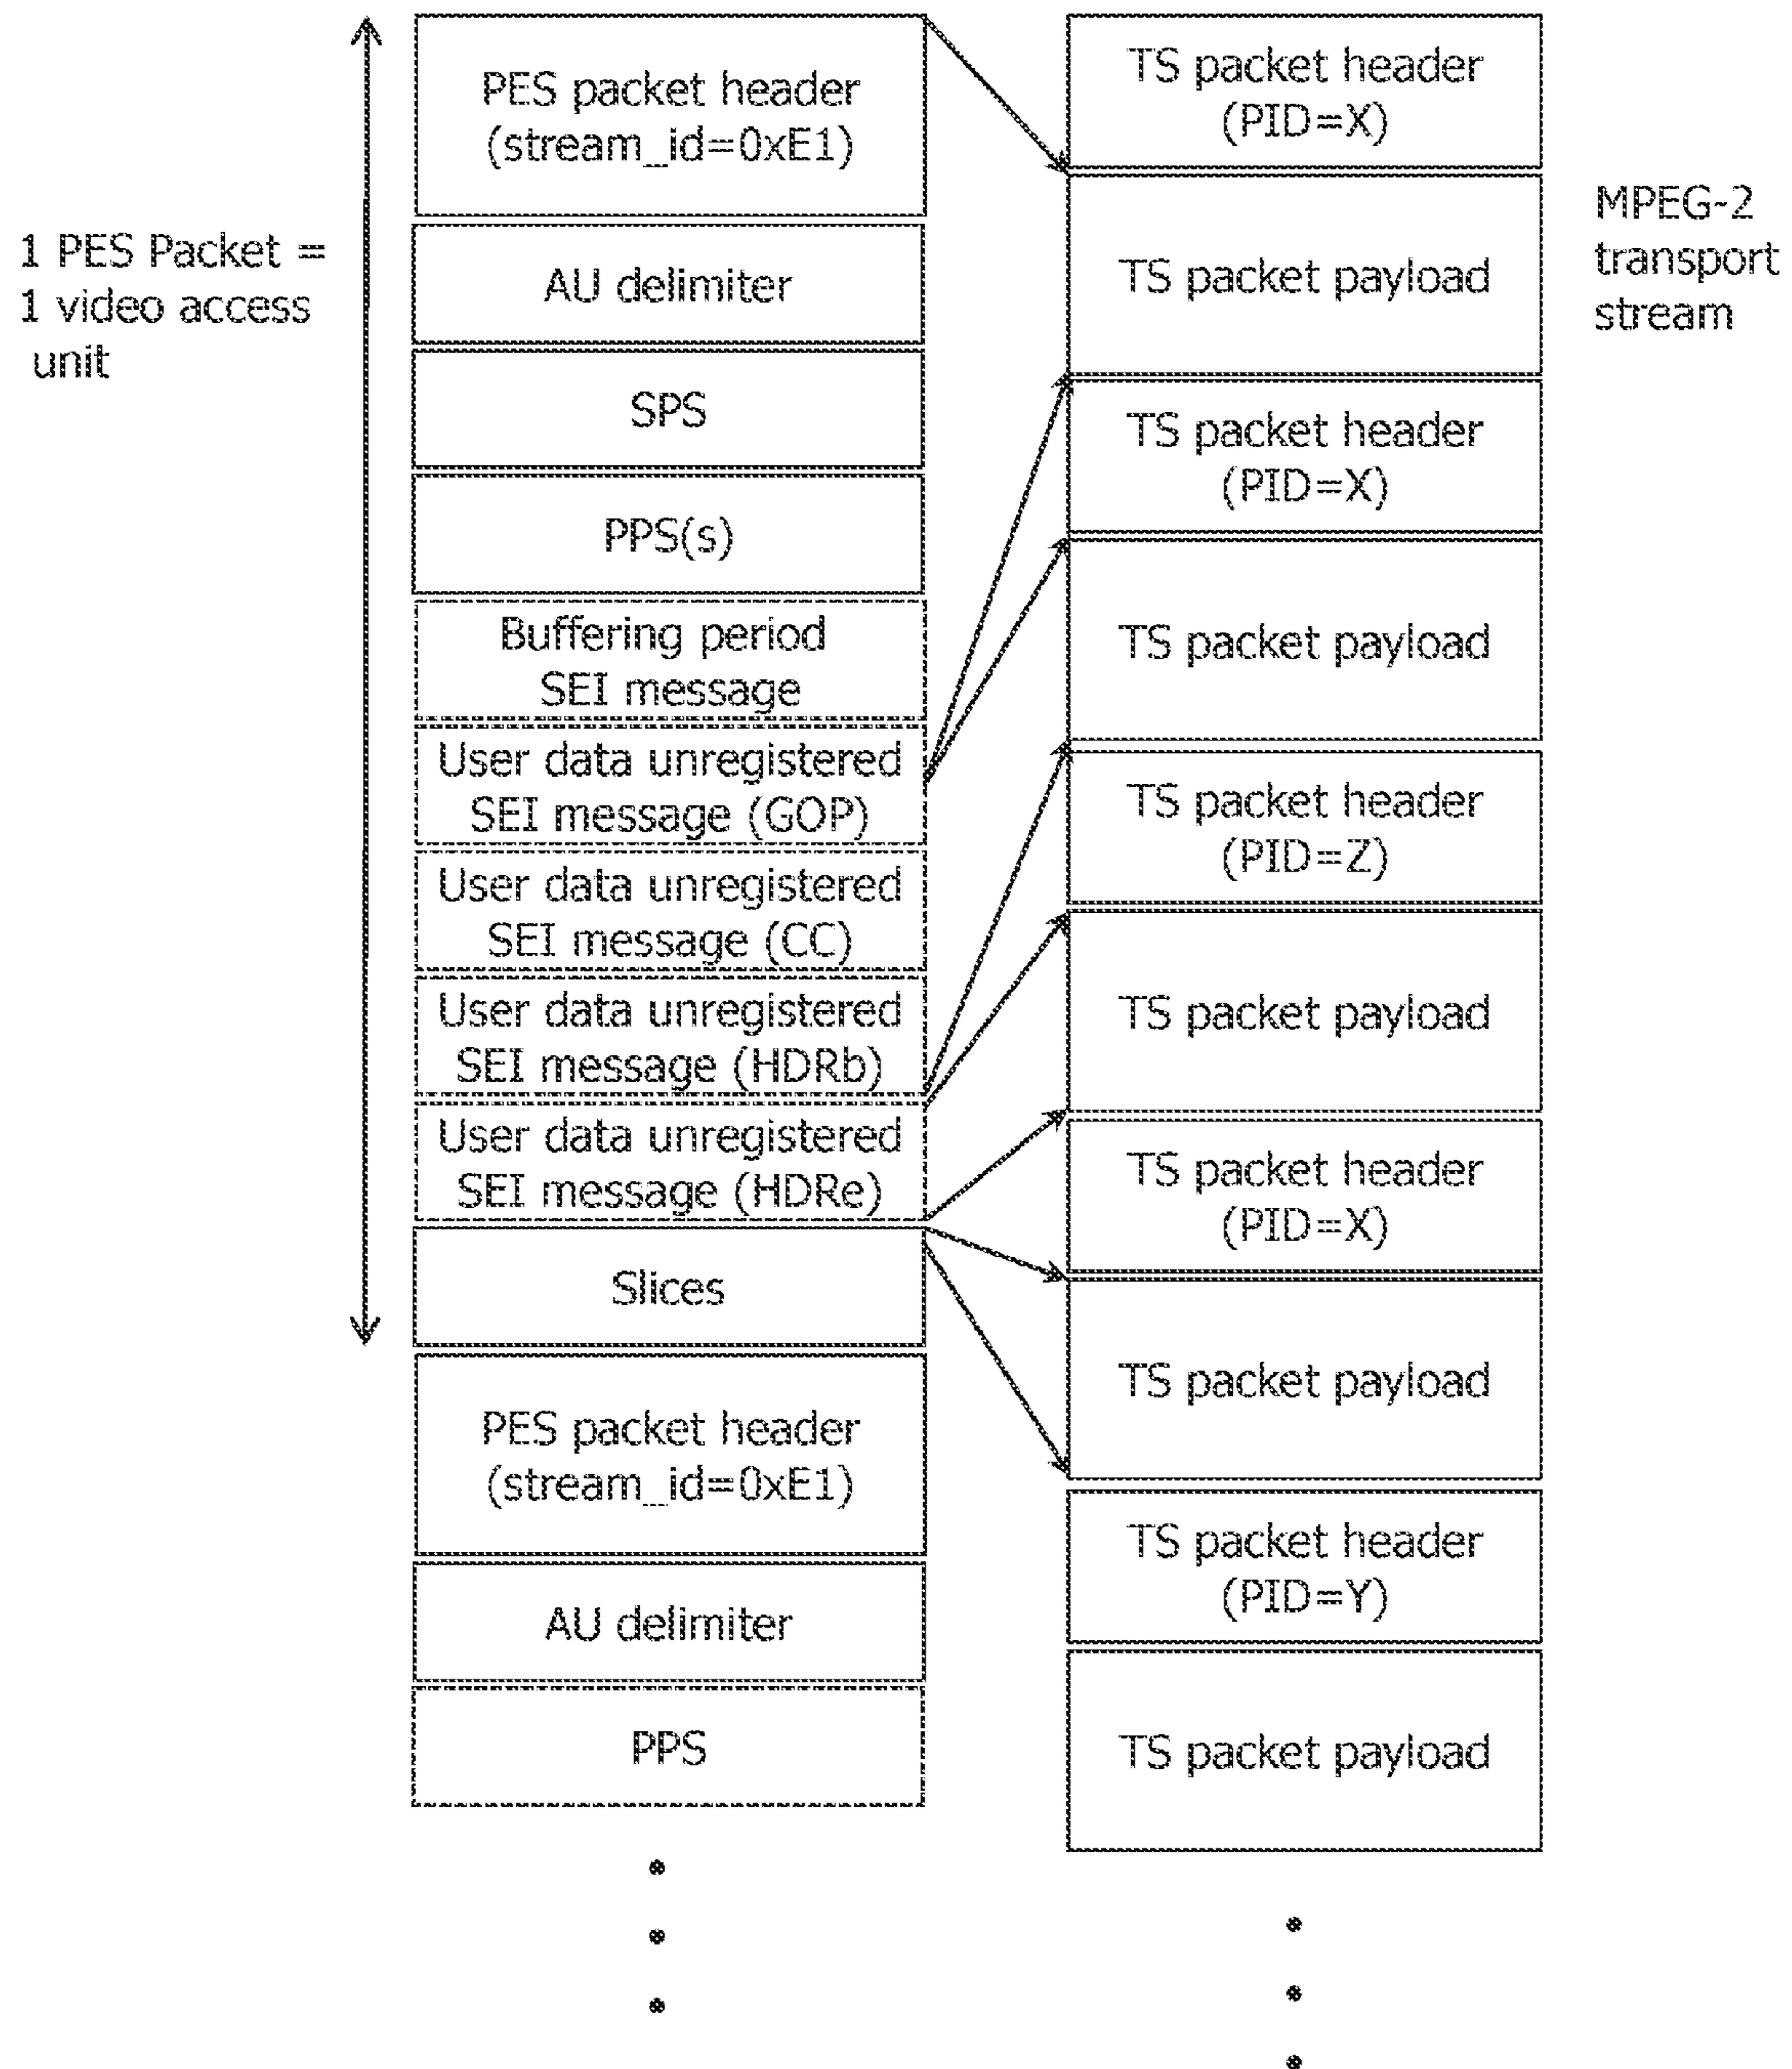 1 PES Packet =
1 video access
unit
PES packet header
(stream_id=0xE1)
AU delimiter
SPS
PPS(s)
Buffering period
SEI message
User data unregistered
SEI message (GOP)
User data unregistered
SEI message (CC)
User data unregistered
SEI message (HDRb)
User data unregistered
SEI message (HDRe)
Slices
PES packet header
(stream_id=0xE1)
AU delimiter
PPS
TS packet header
(PID=X)
TS packet payload
TS packet header
(PID=X)
TS packet payload
TS packet header
(PID=Z)
TS packet payload
TS packet header
(PID=X)
TS packet payload
TS packet header
(PID=Y)
TS packet payload
MPEG-2
transport
stream